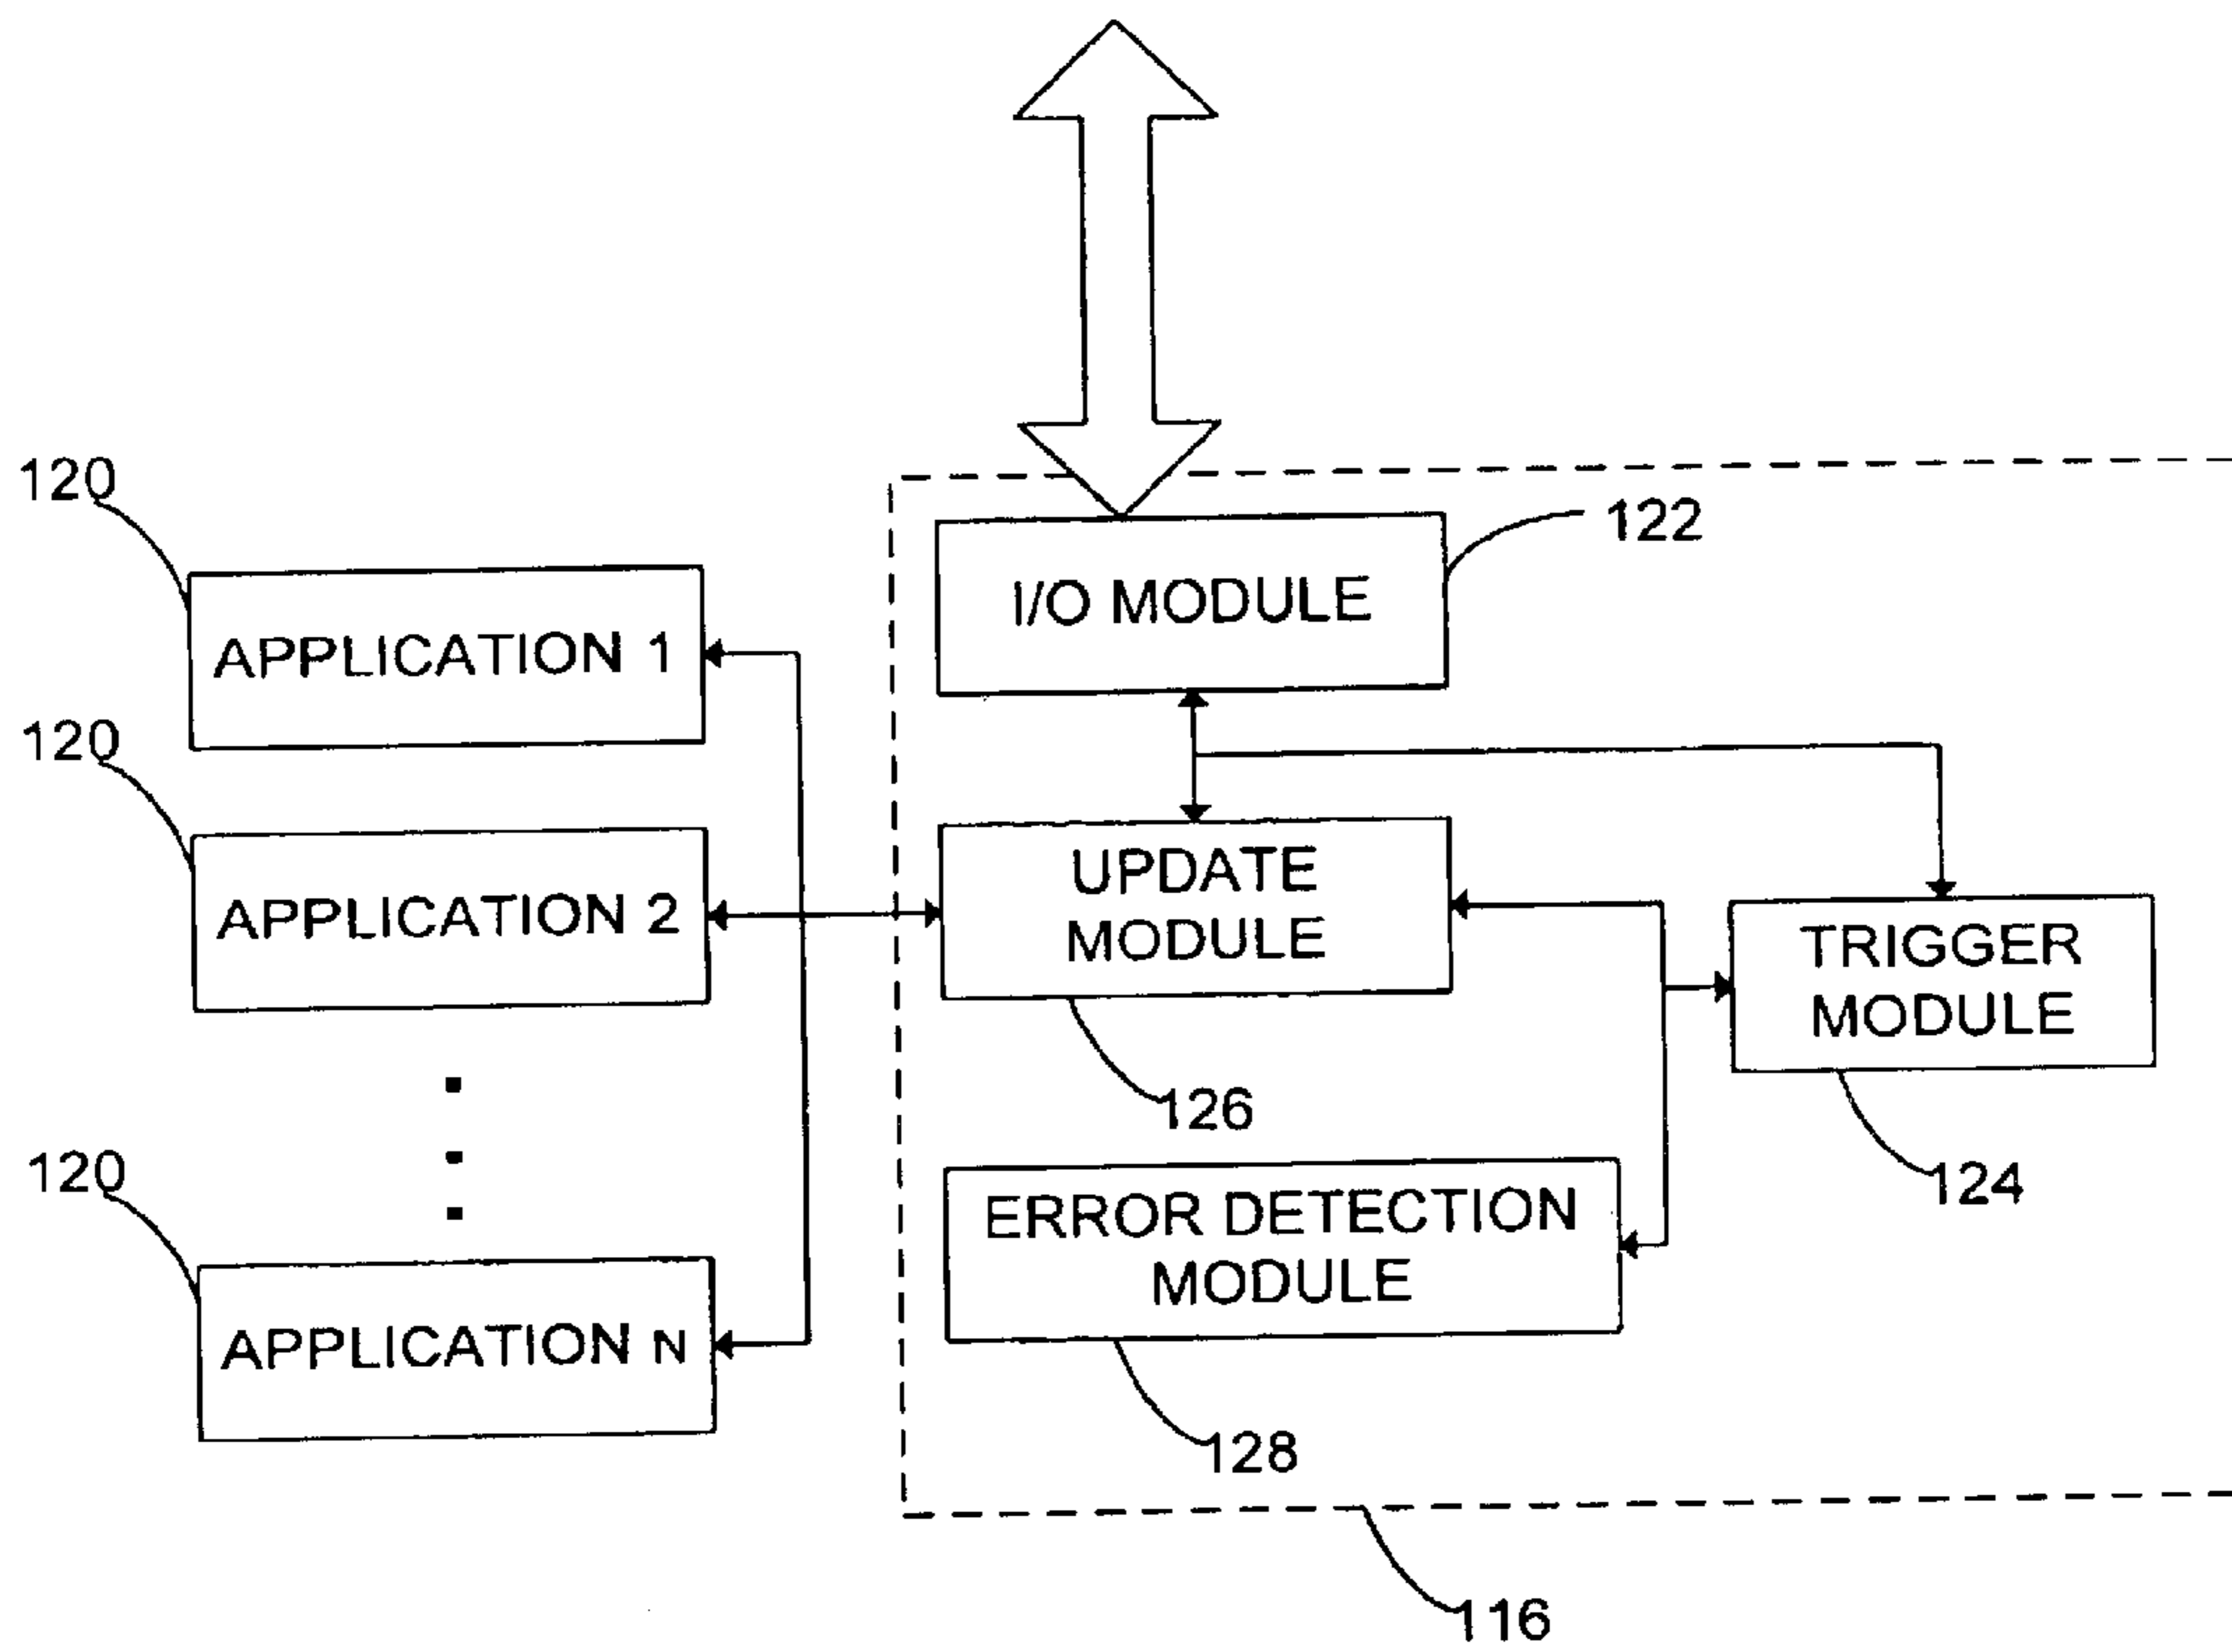 120
APPLICATION 1
120
APPLICATION 2
120
APPLICATION N
I/O MODULE
122
UPDATE
MODULE
126
TRIGGER
MODULE
124
ERROR DETECTION
MODULE
128
116